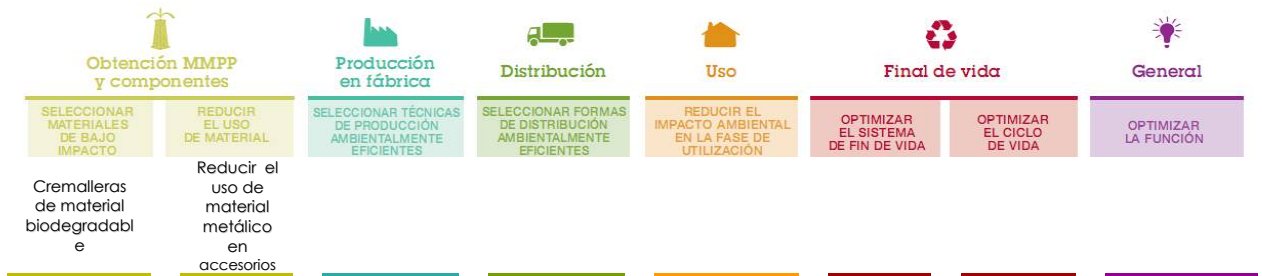 Obtención MMPP
y componentes
Producción
en fábrica
Distribución
Uso
Final de vida
General
SELECCIONAR
MATERIALES
DE BAJO
IMPACTO
REDUCIR
EL USO
DE MATERIAL
SELECCIONAR TÉCNICAS
DE PRODUCCIÓN
AMBIENTALMENTE
EFICIENTES
SELECCIONAR FORMAS
DE DISTRIBUCIÓN
AMBIENTALMENTE
EFICIENTES
REDUCIR EL
IMPACTO AMBIENTAL
EN LA FASE DE
UTILIZACIÓN
OPTIMIZAR
EL SISTEMA
DE FIN DE VIDA
OPTIMIZAR
EL CICLO
DE VIDA
OPTIMIZAR
LA FUNCIÓN
Cremalleras
de material
biodegradabl
e
Reducir el
uso de
material
metálico
en
accesorios